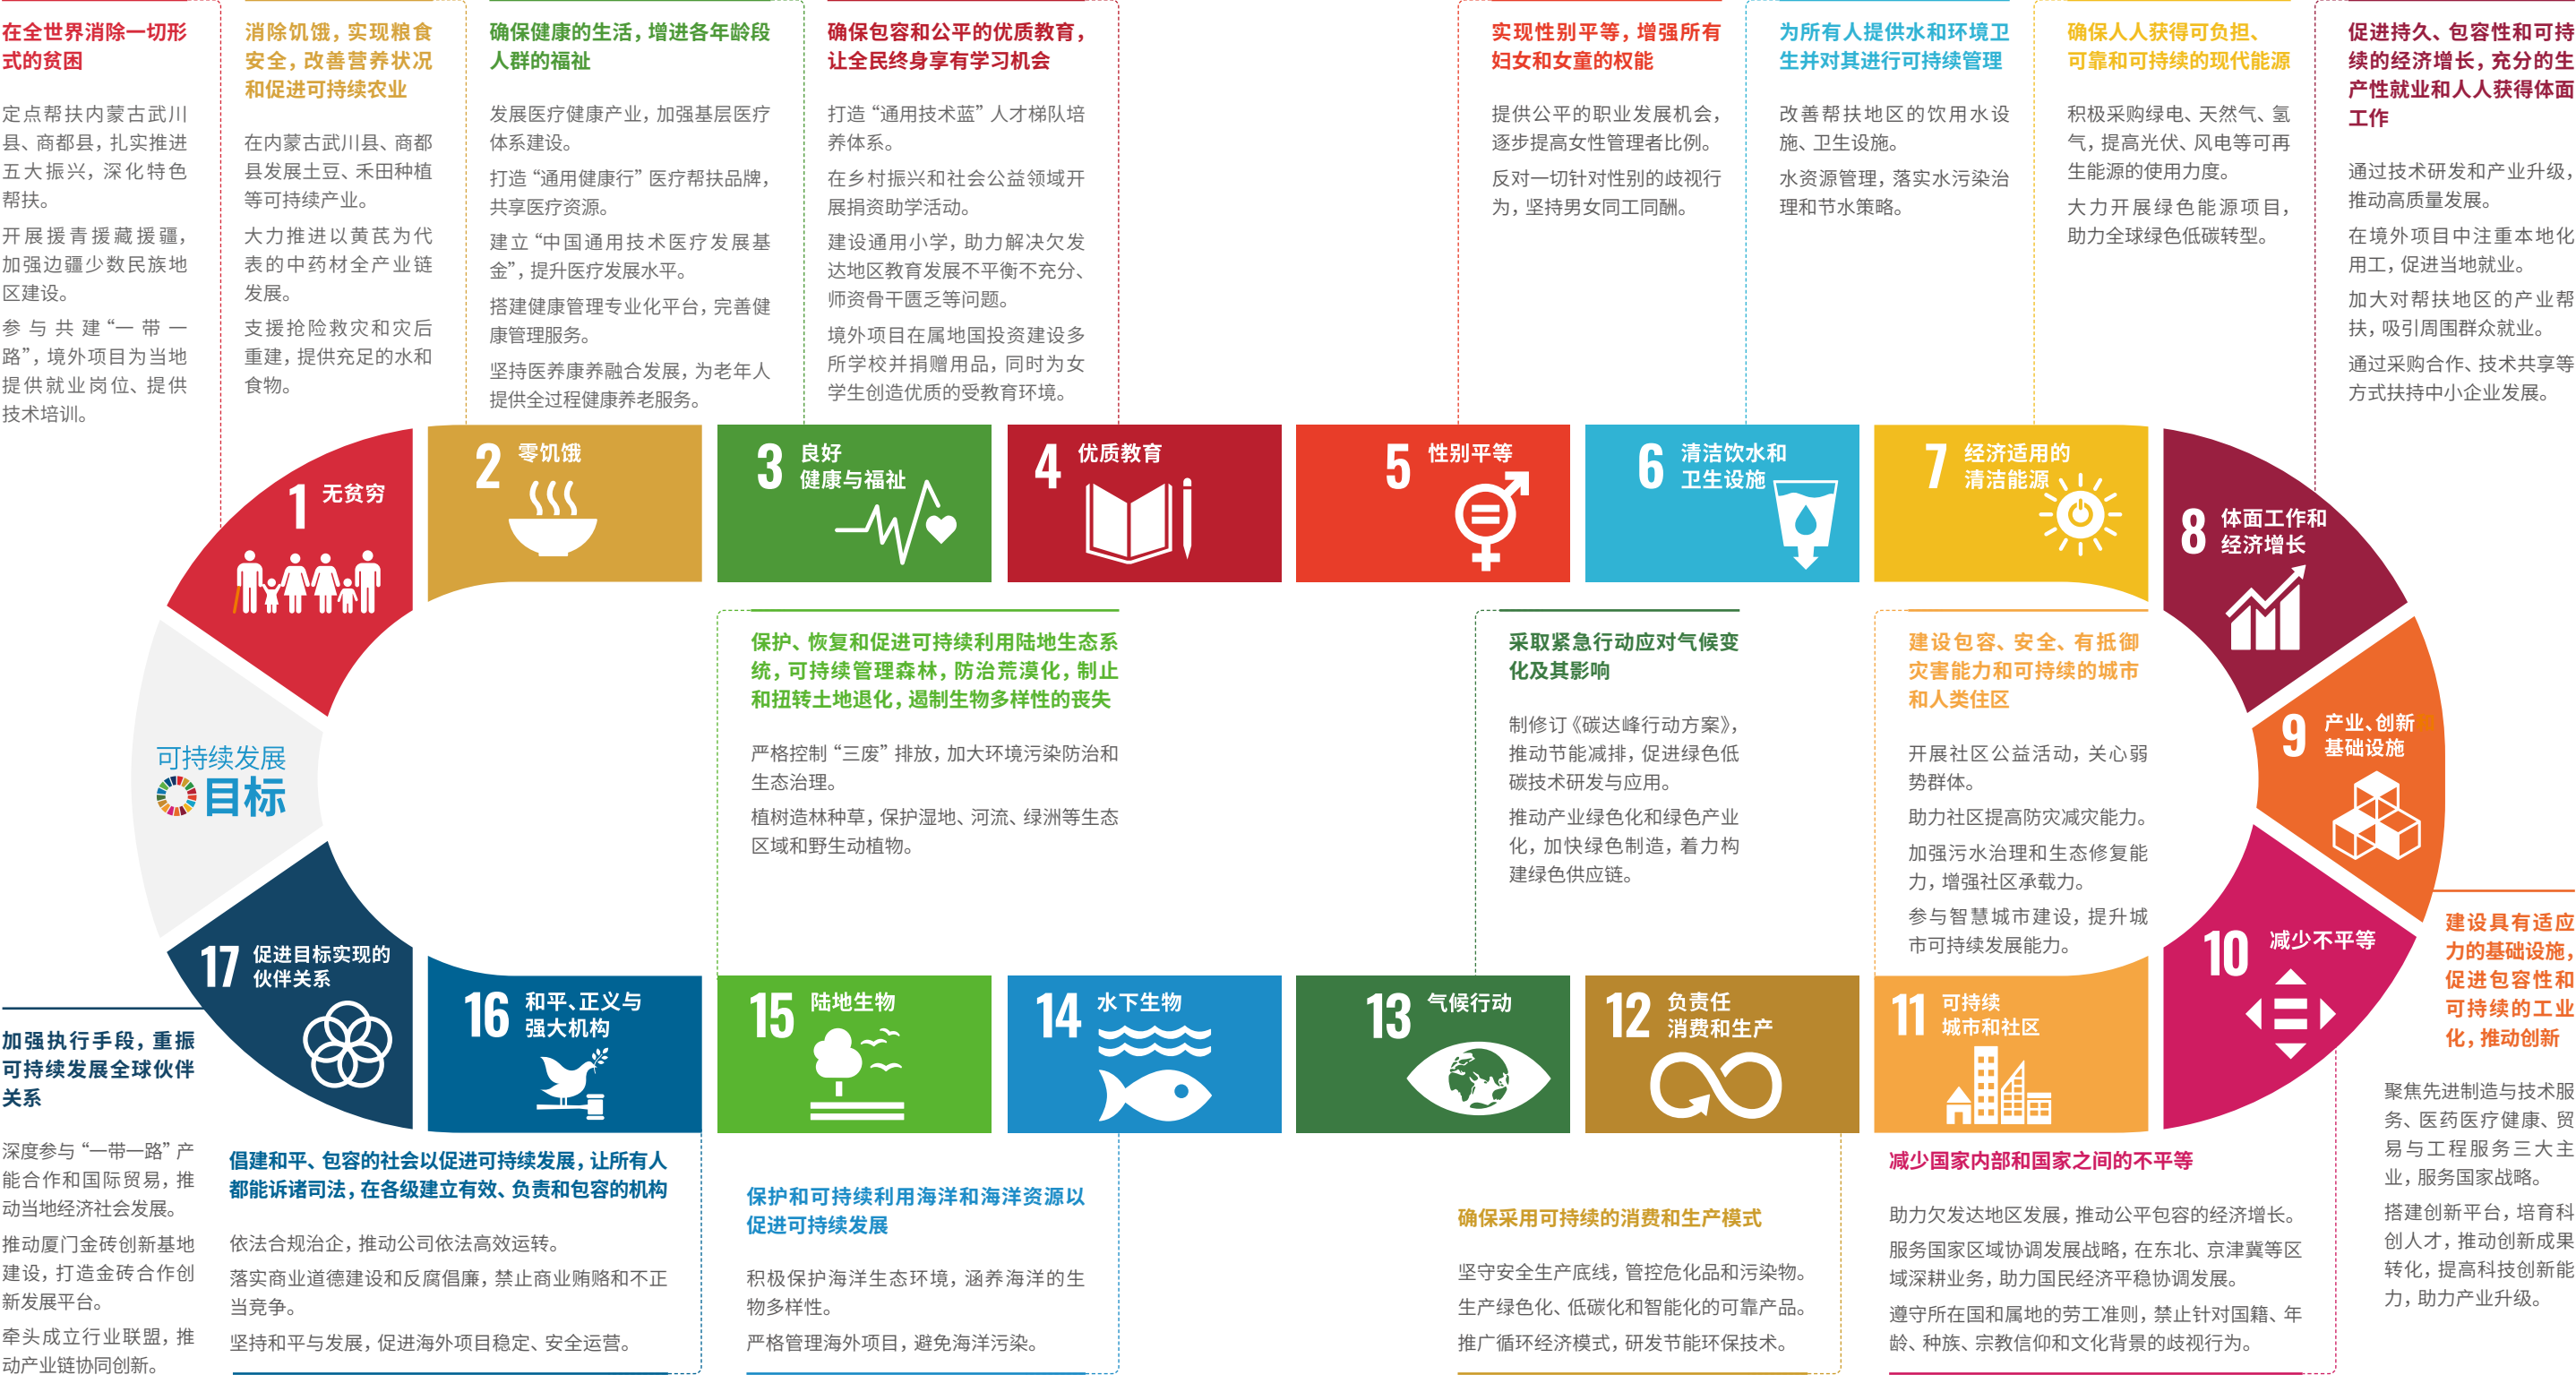 在全世界消除一切形
式的贫困
定点帮扶内蒙古武川
县、商都县，扎实推进
五大振兴，深化特色
帮扶。
开展援青援藏援疆，
加强边疆少数民族地
区建设。
参与共建“一带一
路”，境外项目为当地
提供就业岗位、提供
技术培训。
消除饥饿，实现粮食
安全，改善营养状况
和促进可持续农业
在内蒙古武川县、商都
县发展土豆、禾田种植
等可持续产业。
大力推进以黄芪为代
表的中药材全产业链
发展。
支援抢险救灾和灾后
重建，提供充足的水和
食物。
确保健康的生活，增进各年龄段
人群的福祉
发展医疗健康产业，加强基层医疗
体系建设。
打造“通用健康行”医疗帮扶品牌，
共享医疗资源。
建立“中国通用技术医疗发展基
金”，提升医疗发展水平。
搭建健康管理专业化平台，完善健
康管理服务。
坚持医养康养融合发展，为老年人
提供全过程健康养老服务。
确保包容和公平的优质教育，
让全民终身享有学习机会
打造“通用技术蓝”人才梯队培
养体系。
在乡村振兴和社会公益领域开
展捐资助学活动。
建设通用小学，助力解决欠发
达地区教育发展不平衡不充分、
师资骨干匮乏等问题。
境外项目在属地国投资建设多
所学校并捐赠用品，同时为女
学生创造优质的受教育环境。
实现性别平等，增强所有
妇女和女童的权能
提供公平的职业发展机会，
逐步提高女性管理者比例。
反对一切针对性别的歧视行
为，坚持男女同工同酬。
为所有人提供水和环境卫
生并对其进行可持续管理
改善帮扶地区的饮用水设
施、卫生设施。
水资源管理，落实水污染治
理和节水策略。
确保人人获得可负担、
可靠和可持续的现代能源
积极采购绿电、天然气、氢
气，提高光伏、风电等可再
生能源的使用力度。
大力开展绿色能源项目，
助力全球绿色低碳转型。
促进持久、包容性和可持
续的经济增长，充分的生
产性就业和人人获得体面
工作
通过技术研发和产业升级，
推动高质量发展。
在境外项目中注重本地化
用工，促进当地就业。
加大对帮扶地区的产业帮
扶，吸引周围群众就业。
通过采购合作、技术共享等
方式扶持中小企业发展。
1 无贫穷
2 零饥饿
3 良好
健康与福祉
4 优质教育
5 性别平等
6 清洁饮水和
卫生设施
7 经济适用的
清洁能源
8 体面工作和
经济增长
9 产业、创新和
基础设施
10 减少不平等
可持续发展
目标
保护、恢复和促进可持续利用陆地生态系
统，可持续管理森林，防治荒漠化，制止
和扭转土地退化，遏制生物多样性的丧失
严格控制“三废”排放，加大环境污染防治和
生态治理。
植树造林种草，保护湿地、河流、绿洲等生态
区域和野生动植物。
采取紧急行动应对气候变
化及其影响
制修订《碳达峰行动方案》，
推动节能减排，促进绿色低
碳技术研发与应用。
推动产业绿色化和绿色产业
化，加快绿色制造，着力构
建绿色供应链。
建设包容、安全、有抵御
灾害能力和可持续的城市
和人类住区
开展社区公益活动，关心弱
势群体。
助力社区提高防灾减灾能力。
加强污水治理和生态修复能
力，增强社区承载力。
参与智慧城市建设，提升城
市可持续发展能力。
17 促进目标实现的
伙伴关系
16 和平、正义与
强大机构
15 陆地生物
14 水下生物
13 气候行动
12 负责任
消费和生产
11 可持续
城市和社区
加强执行手段，重振
可持续发展全球伙伴
关系
深度参与“一带一路”产
能合作和国际贸易，推
动当地经济社会发展。
推动厦门金砖创新基地
建设，打造金砖合作创
新发展平台。
牵头成立行业联盟，推
动产业链协同创新。
倡建和平、包容的社会以促进可持续发展，让所有人
都能诉诸司法，在各级建立有效、负责和包容的机构
依法合规治企，推动公司依法高效运转。
落实商业道德建设和反腐倡廉，禁止商业贿赂和不正
当竞争。
坚持和平与发展，促进海外项目稳定、安全运营。
保护和可持续利用海洋和海洋资源以
促进可持续发展
积极保护海洋生态环境，涵养海洋的生
物多样性。
严格管理海外项目，避免海洋污染。
确保采用可持续的消费和生产模式
坚守安全生产底线，管控危化品和污染物。
生产绿色化、低碳化和智能化的可靠产品。
推广循环经济模式，研发节能环保技术。
减少国家内部和国家之间的不平等
助力欠发达地区发展，推动公平包容的经济增长。
服务国家区域协调发展战略，在东北、京津冀等区
域深耕业务，助力国民经济平稳协调发展。
遵守所在国和属地的劳工准则，禁止针对国籍、年
龄、种族、宗教信仰和文化背景的歧视行为。
建设具有适应
力的基础设施，
促进包容性和
可持续的工业
化，推动创新
聚焦先进制造与技术服
务、医药医疗健康、贸
易与工程服务三大主
业，服务国家战略。
搭建创新平台，培育科
创人才，推动创新成果
转化，提高科技创新能
力，助力产业升级。